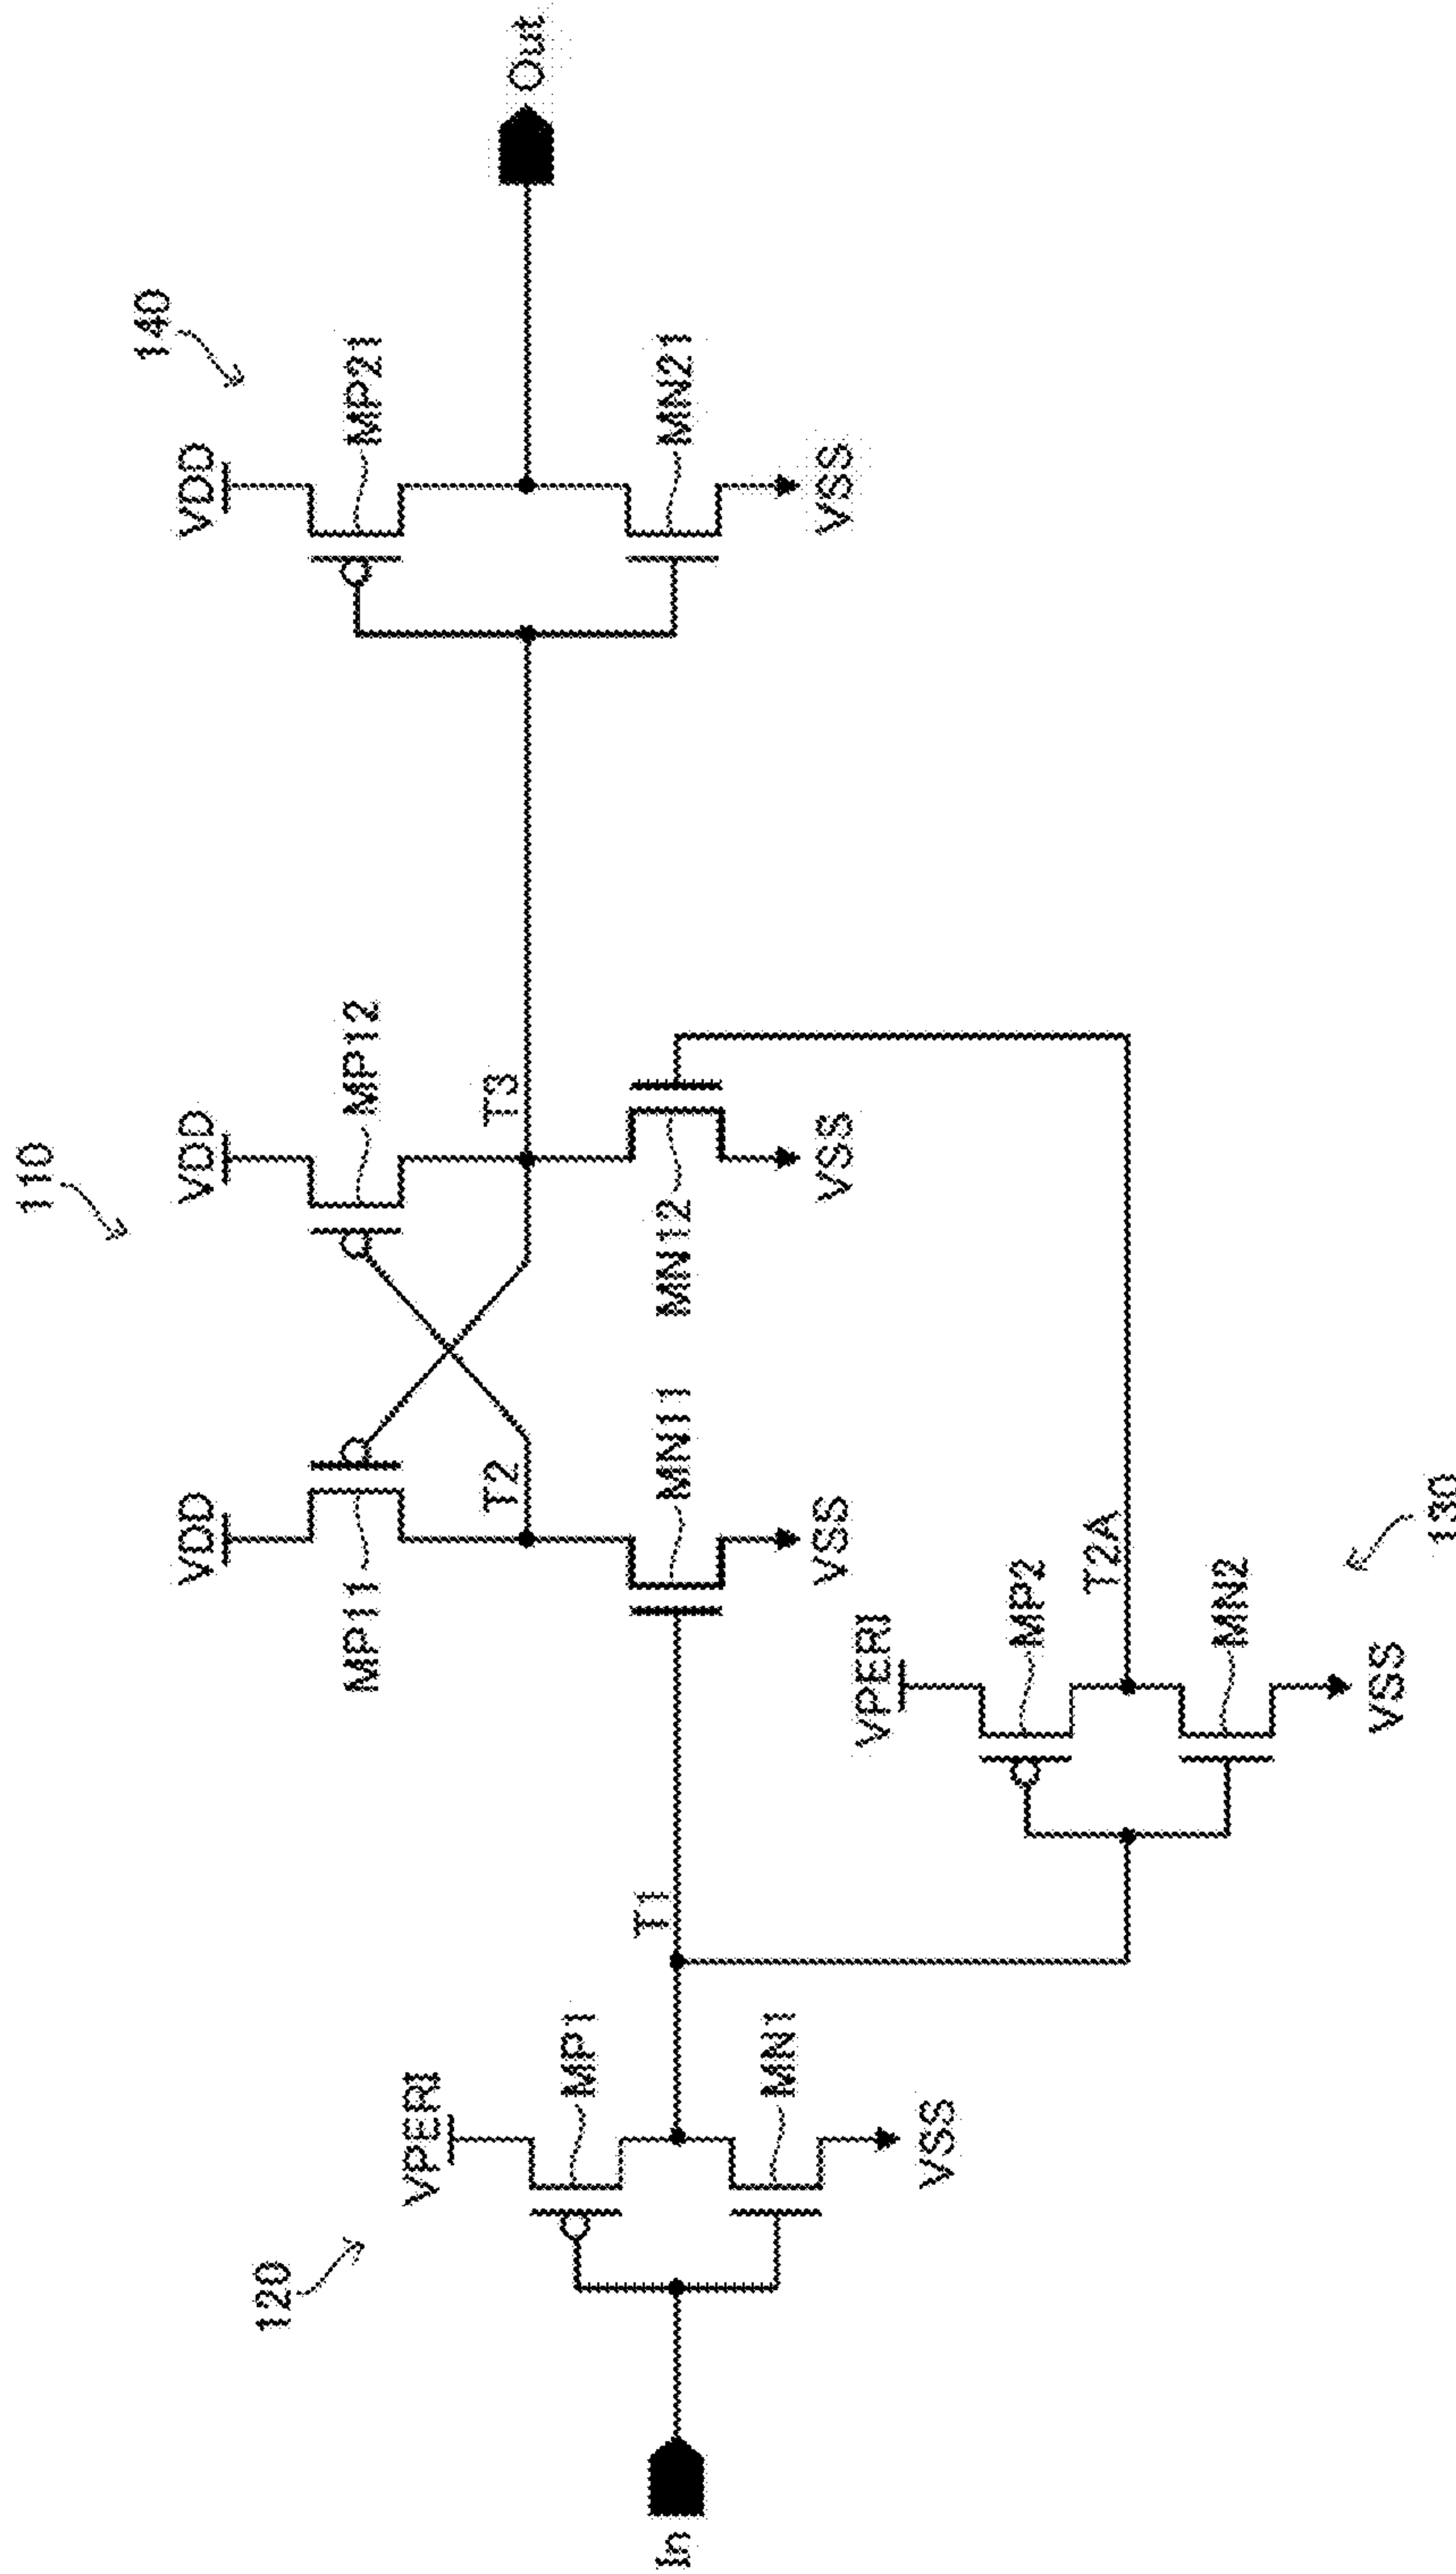 110
140
VDD
VDD
VDD
MP11
MP12
MP21
T2
T3
Out
120
VPERI
MP1
T1
MN11
MN12
MN21
In
MN1
VSS
VSS
VSS
VSS
VPERI
MP2
T2A
MN2
VSS
130